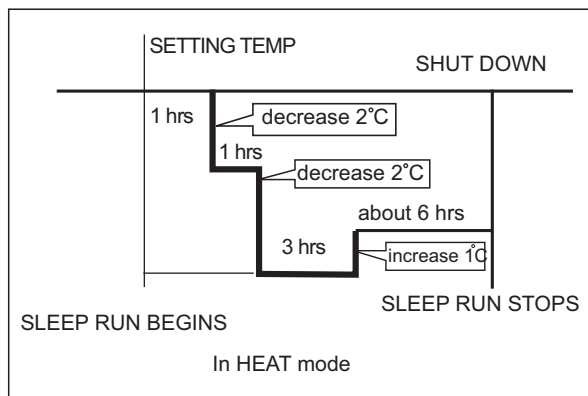 SETTING TEMP
SHUT DOWN
1 hrs
decrease 2°C
1 hrs
decrease 2°C
about 6 hrs
3 hrs
increase 1°C
SLEEP RUN BEGINS
SLEEP RUN STOPS
In HEAT mode